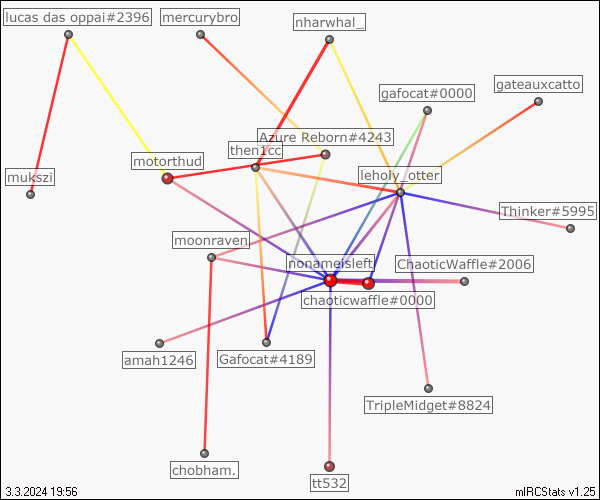 lucas das oppai#2396
mercurybro
nharwhal_
gateauxcatto
gafocat#0000
Azure Reborn#4243
then1cc
motorthud
leholy_otter
mukszi
Thinker#5995
moonraven
nonameisleft
ChaoticWaffle#2006
chaoticwaffle#0000
amah1246
Gafocat#4189
TripleMidget#8824
chobham.
tt532
3.3.2024 19:56
mIRCStats v1.25